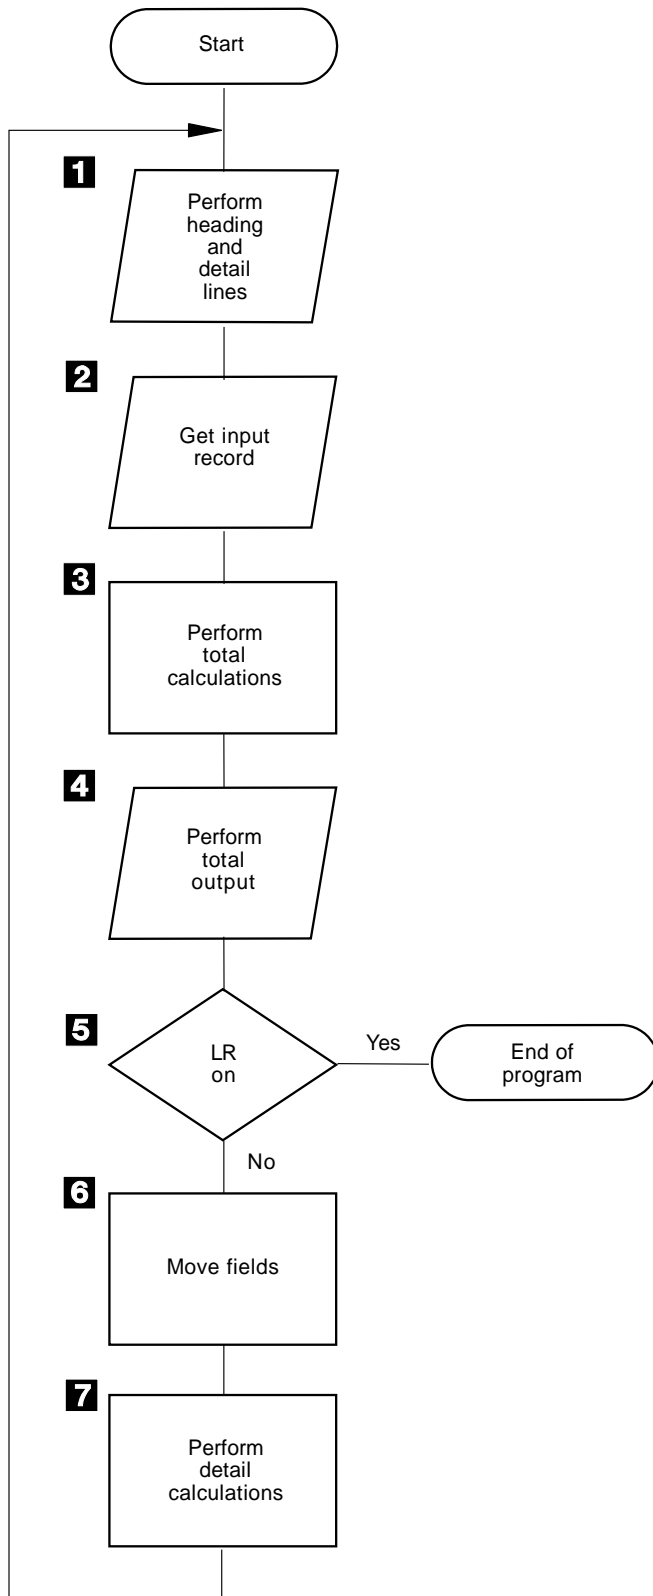 Start
1
Perform
heading
and
detail
lines
2
Get input
record
3
Perform
total
calculations
4
Perform
total
output
5
LR
on
Yes
End of
program
No
6
Move fields
7
Perform
detail
calculations